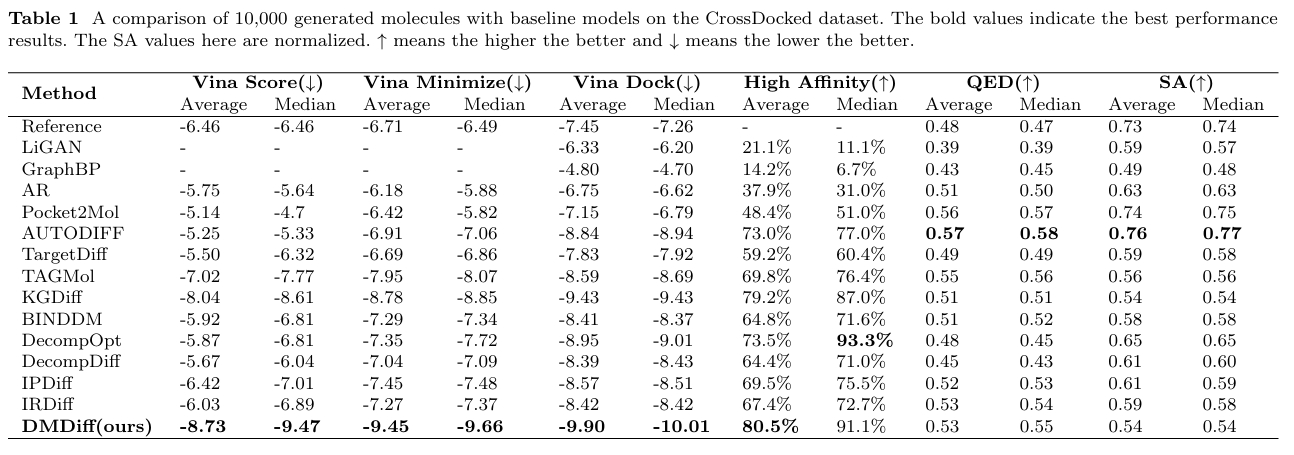 Table 1 A comparison of 10,000 generated molecules with baseline models on the CrossDocked dataset. The bold values indicate the best performance
results. The SA values here are normalized. ↑ means the higher the better and ↓ means the lower the better.
Method Vina Score(↓) Vina Minimize(↓) Vina Dock(↓) High Affinity(↑) QED(↑) SA(↑)
Average Median Average Median Average Median Average Median Average Median Average Median
Reference -6.46 -6.46 -6.71 -6.49 -7.45 -7.26 - - 0.48 0.47 0.73 0.74
LiGAN - - - - -6.33 -6.20 21.1% 11.1% 0.39 0.39 0.59 0.57
GraphBP - - - - -4.80 -4.70 14.2% 6.7% 0.43 0.45 0.49 0.48
AR -5.75 -5.64 -6.18 -5.88 -6.75 -6.62 37.9% 31.0% 0.51 0.50 0.63 0.63
Pocket2Mol -5.14 -4.7 -6.42 -5.82 -7.15 -6.79 48.4% 51.0% 0.56 0.57 0.74 0.75
AUTODIFF -5.25 -5.33 -6.91 -7.06 -8.84 -8.94 73.0% 77.0% 0.57 0.58 0.76 0.77
TargetDiff -5.50 -6.32 -6.69 -6.86 -7.83 -7.92 59.2% 60.4% 0.49 0.49 0.59 0.58
TAGMol -7.02 -7.77 -7.95 -8.07 -8.59 -8.69 69.8% 76.4% 0.55 0.56 0.56 0.56
KGDiff -8.04 -8.61 -8.78 -8.85 -9.43 -9.43 79.2% 87.0% 0.51 0.51 0.54 0.54
BINDDM -5.92 -6.81 -7.29 -7.34 -8.41 -8.37 64.8% 71.6% 0.51 0.52 0.58 0.58
DecompOpt -5.87 -6.81 -7.35 -7.72 -8.95 -9.01 73.5% 93.3% 0.48 0.45 0.65 0.65
DecompDiff -5.67 -6.04 -7.04 -7.09 -8.39 -8.43 64.4% 71.0% 0.45 0.43 0.61 0.60
IPDiff -6.42 -7.01 -7.45 -7.48 -8.57 -8.51 69.5% 75.5% 0.52 0.53 0.61 0.59
IRDiff -6.03 -6.89 -7.27 -7.37 -8.42 -8.42 67.4% 72.7% 0.53 0.54 0.59 0.58
DMDiff(ours) -8.73 -9.47 -9.45 -9.66 -9.90 -10.01 80.5% 91.1% 0.53 0.55 0.54 0.54